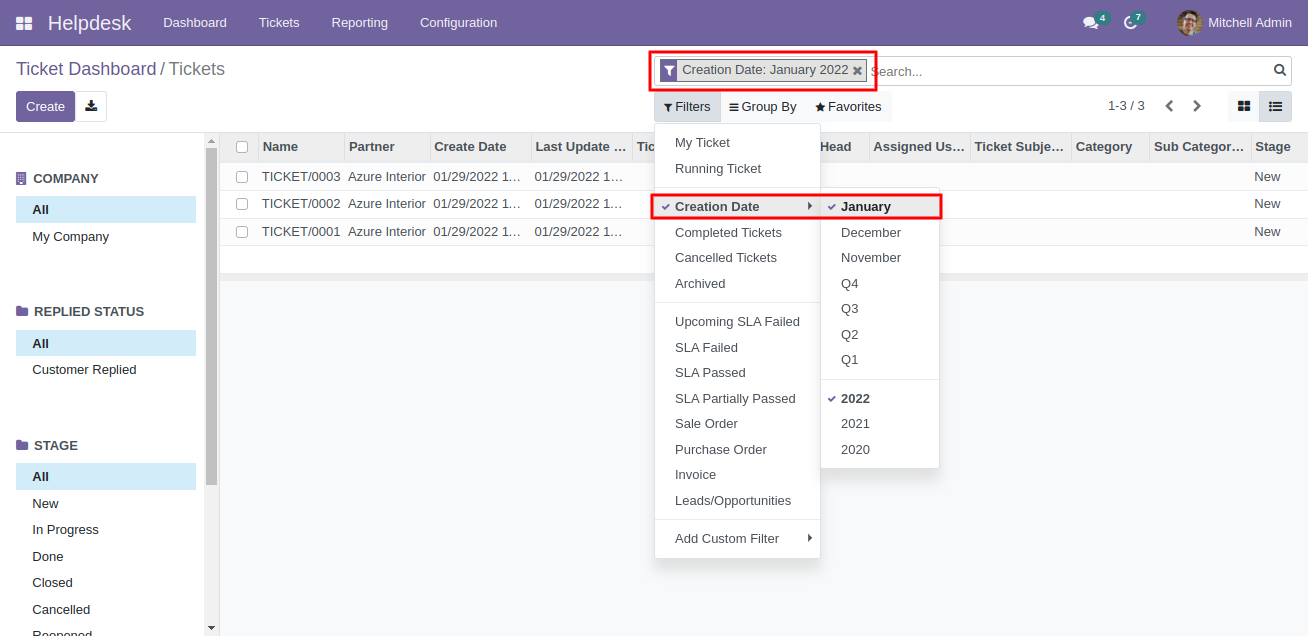 Helpdesk Dashboard Tickets Reporting Configuration 4 7 Mitchell Admin
Ticket Dashboard / Tickets
Creation Date: January 2022 Search...
Create
Filters Group By Favorites 1-3 / 3
Name Partner Create Date Last Update ... Head Assigned Us... Ticket Subje... Category Sub Categor... Stage
TICKET/0003 Azure Interior 01/29/2022 1... 01/29/2022 1... New
TICKET/0002 Azure Interior 01/29/2022 1... 01/29/2022 1... New
TICKET/0001 Azure Interior 01/29/2022 1... 01/29/2022 1... New
COMPANY
All
My Company
REPLIED STATUS
All
Customer Replied
STAGE
All
New
In Progress
Done
Closed
Cancelled
Reopened
My Ticket
Running Ticket
Creation Date
Completed Tickets
Cancelled Tickets
Archived
Upcoming SLA Failed
SLA Failed
SLA Passed
SLA Partially Passed
Sale Order
Purchase Order
Invoice
Leads/Opportunities
Add Custom Filter
January
December
November
Q4
Q3
Q2
Q1
2022
2021
2020